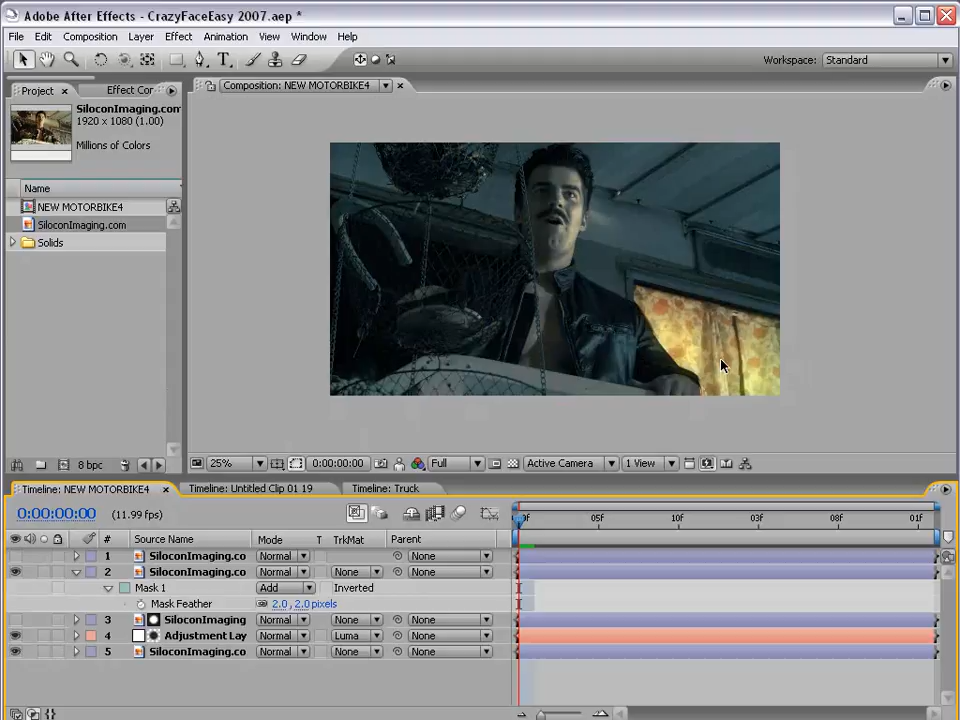 Adobe After Effects - CrazyFaceEasy 2007.aep *
File Edit Composition Layer Effect Animation View Window Help
T Workspace: Standard
Project Effect Cor Composition: NEW MOTORBIKE4
SiloconImaging.com
1920 x 1080 (1.00)
Millions of Colors
Name
NEW MOTORBIKE4
SiloconImaging.com
Solids
8 bpc 25% 0:00:00:00 Full Active Camera 1 View
Timeline: NEW MOTORBIKE4 Timeline: Untitled Clip 01 19 Timeline: Truck
0:00:00:00 (11.99 fps)
05f 10f 03f 08f 01f
# Source Name Mode T TrkMat Parent
1 SiloconImaging.co Normal None
2 SiloconImaging.co Normal None None
Mask 1 Add Inverted
Mask Feather 2.0, 2.0 pixels
3 SiloconImaging Normal None None
4 Adjustment Lay Normal Luma None
5 SiloconImaging.co Normal None None